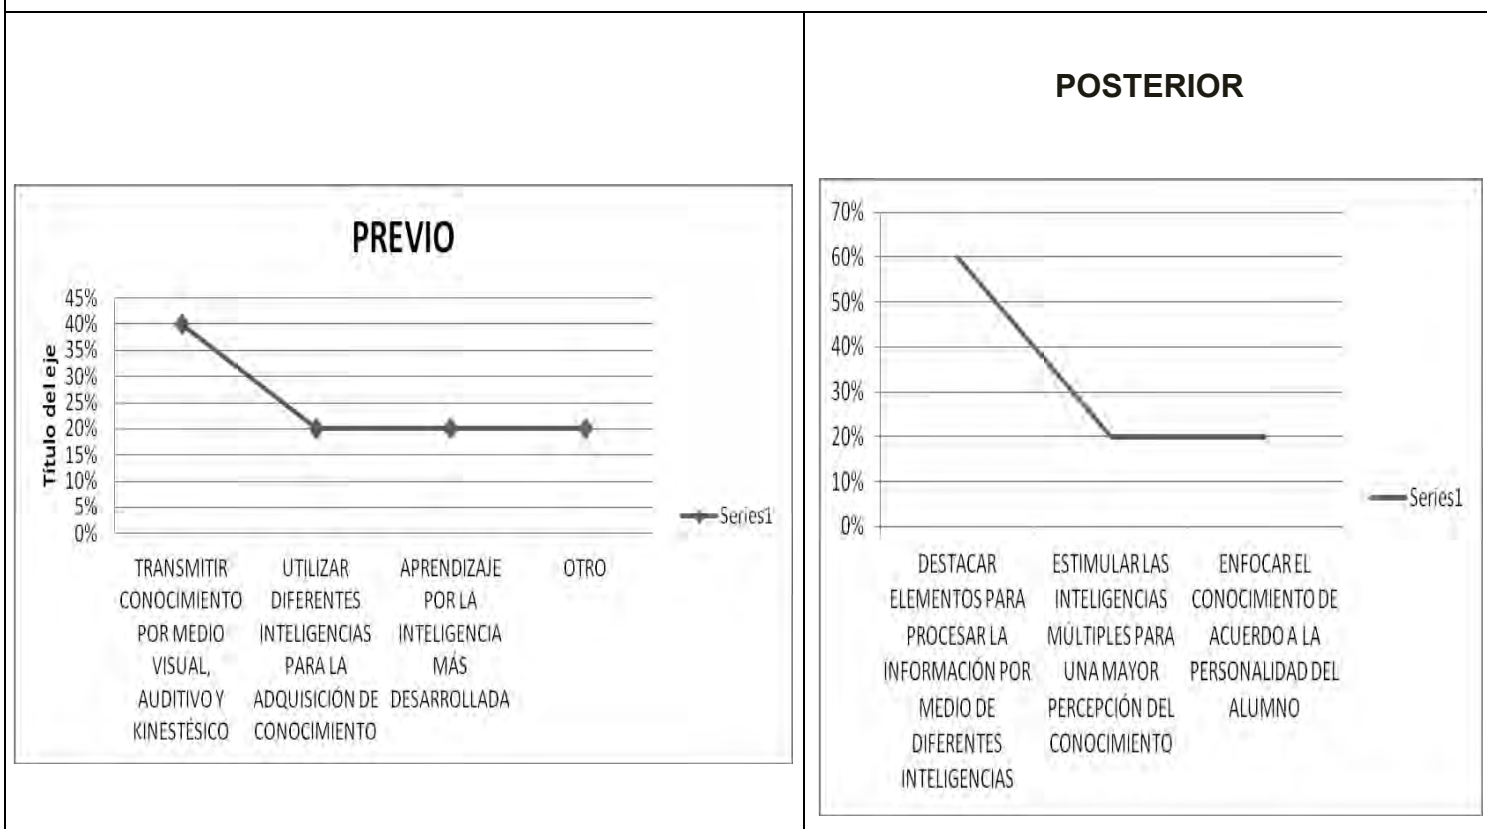 POSTERIOR
PREVIO
Título del eje
45%
40%
35%
30%
25%
20%
15%
10%
5%
0%
TRANSMITIR
CONOCIMIENTO
POR MEDIO
VISUAL,
AUDITIVO Y
KINESTÉSICO
UTILIZAR
DIFERENTES
INTELIGENCIAS
PARA LA
ADQUISICIÓN DE
CONOCIMIENTO
APRENDIZAJE
POR LA
INTELIGENCIA
MÁS
DESARROLLADA
OTRO
Series1
70%
60%
50%
40%
30%
20%
10%
0%
DESTACAR
ELEMENTOS PARA
PROCESAR LA
INFORMACIÓN POR
MEDIO DE
DIFERENTES
INTELIGENCIAS
ESTIMULAR LAS
INTELIGENCIAS
MÚLTIPLES PARA
UNA MAYOR
PERCEPCIÓN DEL
CONOCIMIENTO
ENFOCAR EL
CONOCIMIENTO DE
ACUERDO A LA
PERSONALIDAD DEL
ALUMNO
Series1